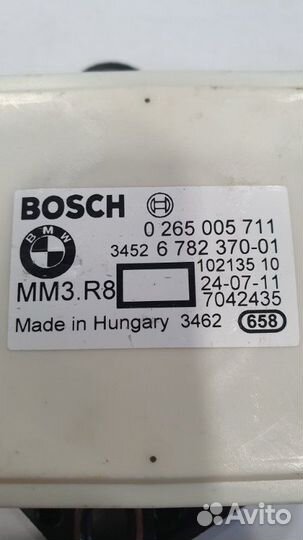 BOSCH
0 265 005 711
BMW
3452 6 782 370-01
102135 10
MM3.R8
24-07-11
7042435
Made in Hungary 3462
658
Avito